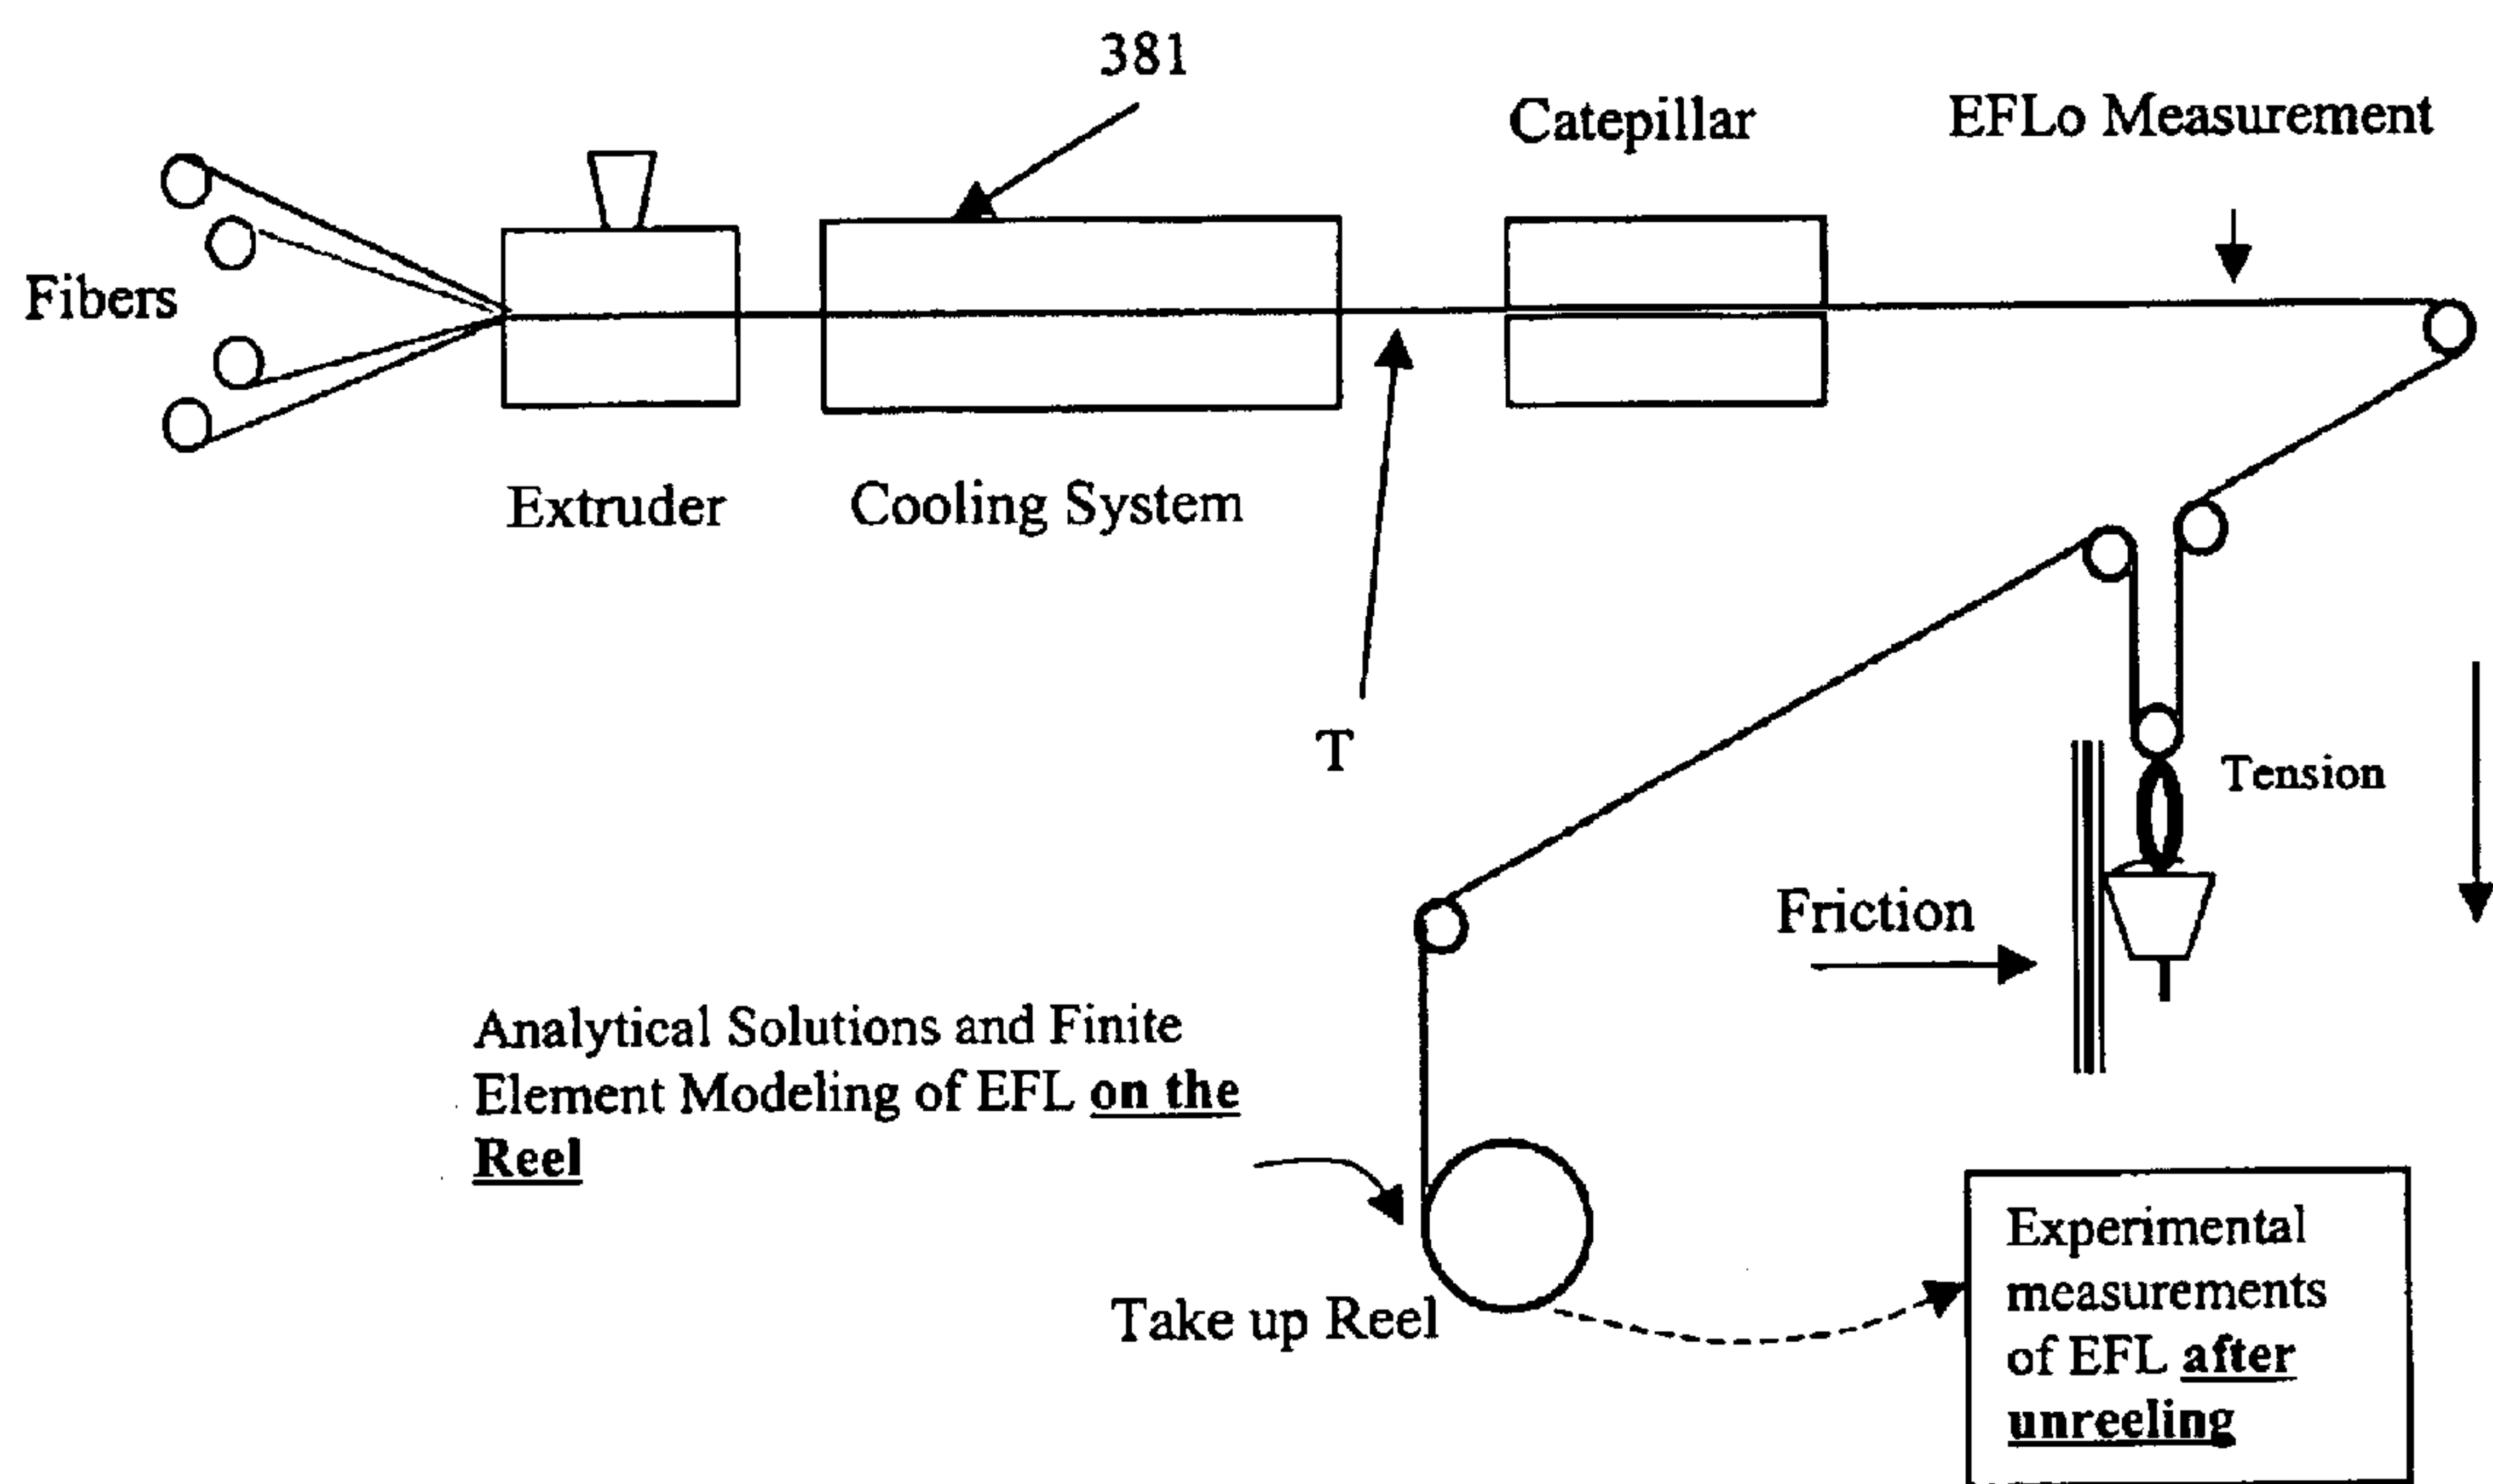 381
Catepillar
EFLo Measurement
Fibers
Extruder
Cooling System
T
Tension
Friction
Analytical Solutions and Finite
Element Modeling of EFL on the
Reel
Take up Reel
Experimental
measurements
of EFL after
unreeling